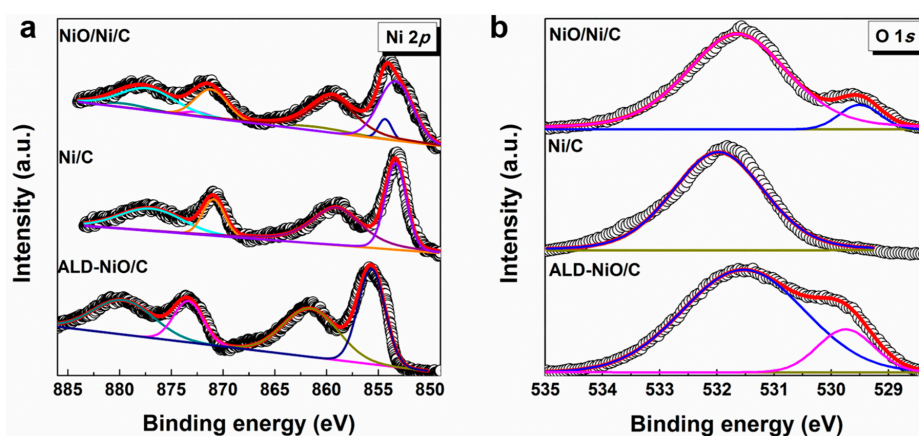 a
NiO/Ni/C
Ni 2p
Ni/C
ALD-NiO/C
Intensity (a.u.)
885 880 875 870 865 860 854 850
Binding energy (eV)
b
NiO/Ni/C
O 1s
Ni/C
ALD-NiO/C
Intensity (a.u.)
535 534 533 532 531 530 529
Binding energy (eV)